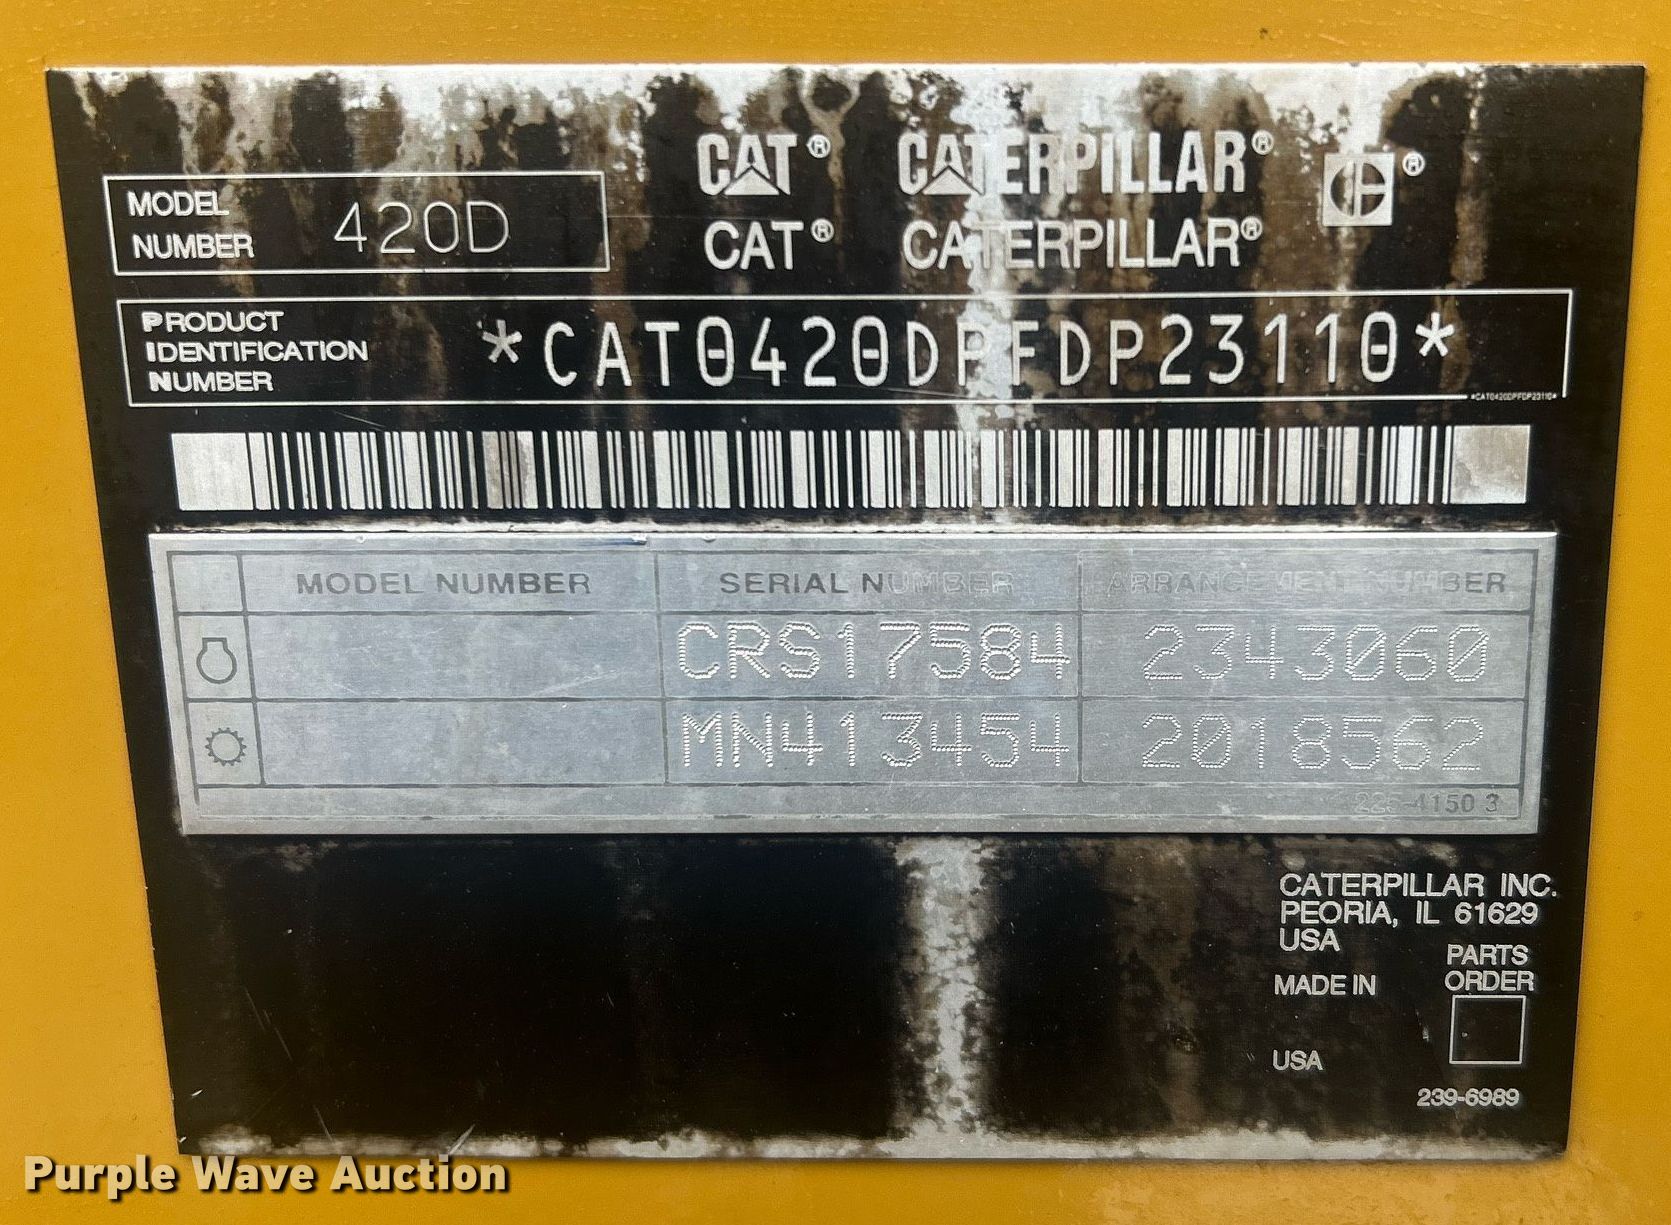 CAT® CATERPILLAR® ®
MODEL NUMBER 420D
CAT® CATERPILLAR®
PRODUCT IDENTIFICATION NUMBER *CAT0420DPFDP23110*
*CAT0420DPFDP23110*
MODEL NUMBER SERIAL NUMBER ARRANGEMENT NUMBER
CRS17584 2343060
MN413454 2018562
4150 3
CATERPILLAR INC.
PEORIA, IL 61629
USA
PARTS
MADE IN ORDER
USA
239-6989
Purple Wave Auction